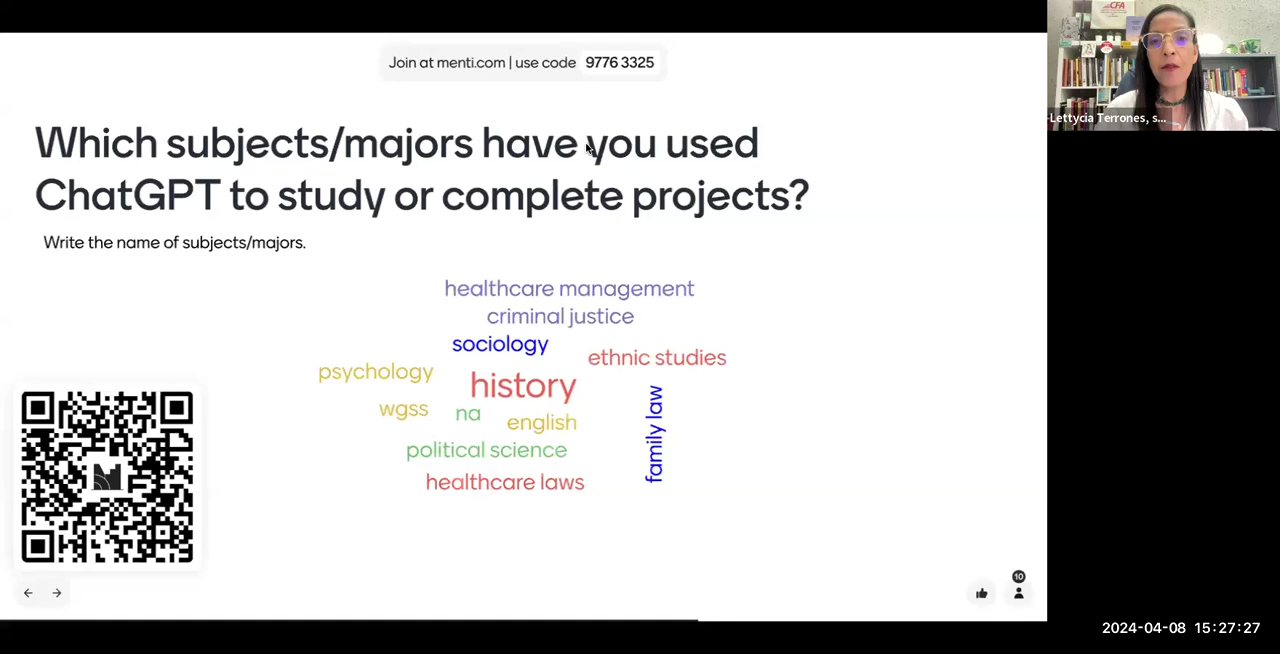 Join at menti.com | use code 9776 3325
CFA
Lettycia Terrones, s...
Which subjects/majors have you used
ChatGPT to study or complete projects?
Write the name of subjects/majors.
healthcare management
criminal justice
sociology
ethnic studies
psychology
history
family law
wgss
na
english
political science
healthcare laws
10
2024-04-08 15:27:27